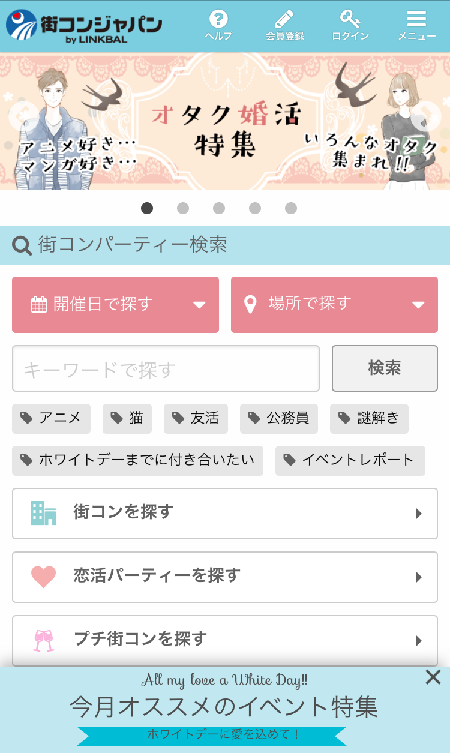 街コンジャパン
by LINKBAL
ヘルプ
会員登録
ログイン
メニュー
オタク婚活
特集
アニメ好き…
マンガ好き…
いろんなオタク
集まれ!!
街コンパーティー検索
開催日で探す
場所で探す
キーワードで探す
検索
アニメ
猫
友活
公務員
謎解き
ホワイトデーまでに付き合いたい
イベントレポート
街コンを探す
恋活パーティーを探す
プチ街コンを探す
All my love a White Day!!
今月オススメのイベント特集
ホワイトデーに愛を込めて!